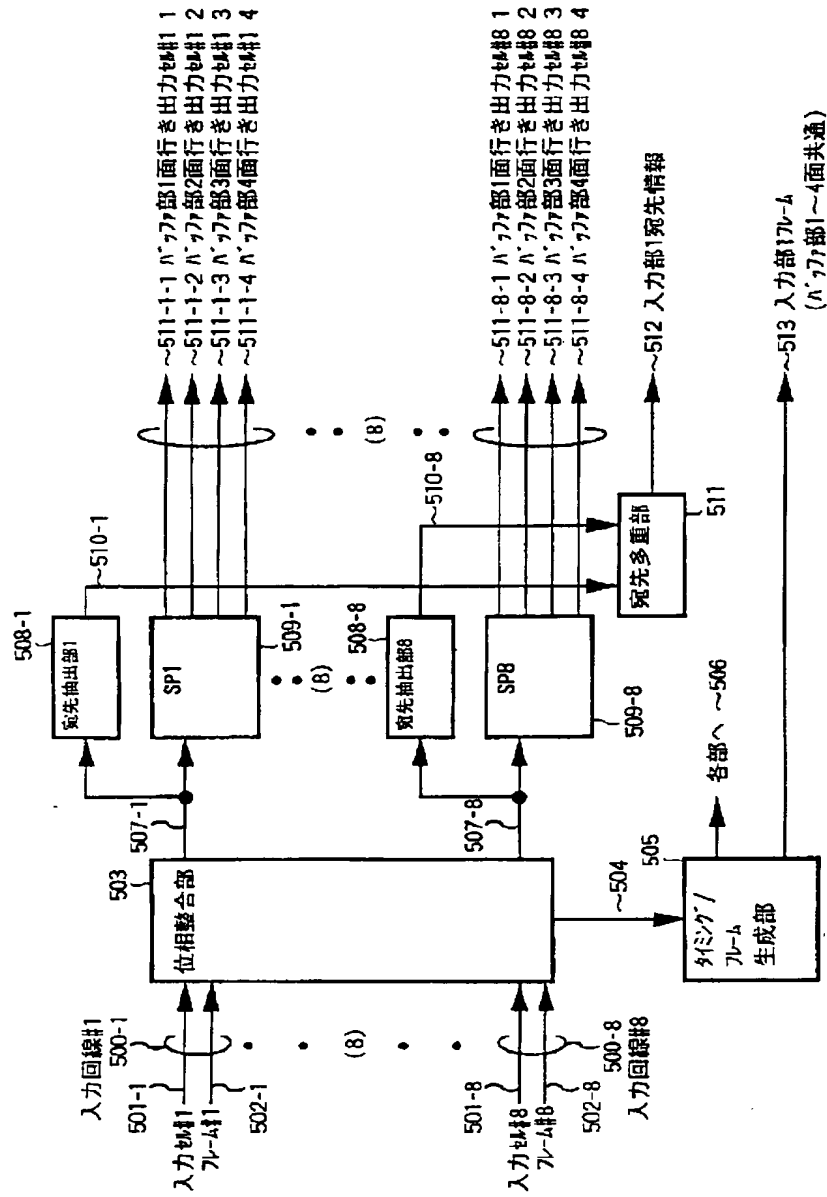 入力回線#1
500-1
501-1
入力ｾﾙ#1
ﾌﾚｰﾑ#1
502-1
(8)
501-8
入力ｾﾙ#8
ﾌﾚｰﾑ#8
502-8
500-8
入力回線#8
503
位相整合部
504
505
ﾀｲﾐﾝｸﾞ/
ﾌﾚｰﾑ
生成部
各部へ ～506
507-1
507-8
508-1
宛先抽出部1
SP1
509-1
(8)
508-8
宛先抽出部8
SP8
509-8
510-1
510-8
宛先多重部
511
～511-1-1 ﾊﾞｯﾌｧ部1面行き出力ｾﾙ#1 1
～511-1-2 ﾊﾞｯﾌｧ部2面行き出力ｾﾙ#1 2
～511-1-3 ﾊﾞｯﾌｧ部3面行き出力ｾﾙ#1 3
～511-1-4 ﾊﾞｯﾌｧ部4面行き出力ｾﾙ#1 4
(8)
～511-8-1 ﾊﾞｯﾌｧ部1面行き出力ｾﾙ#8 1
～511-8-2 ﾊﾞｯﾌｧ部2面行き出力ｾﾙ#8 2
～511-8-3 ﾊﾞｯﾌｧ部3面行き出力ｾﾙ#8 3
～511-8-4 ﾊﾞｯﾌｧ部4面行き出力ｾﾙ#8 4
～512 入力部1宛先情報
～513 入力部1ﾌﾚｰﾑ
(ﾊﾞｯﾌｧ部1～4面共通)